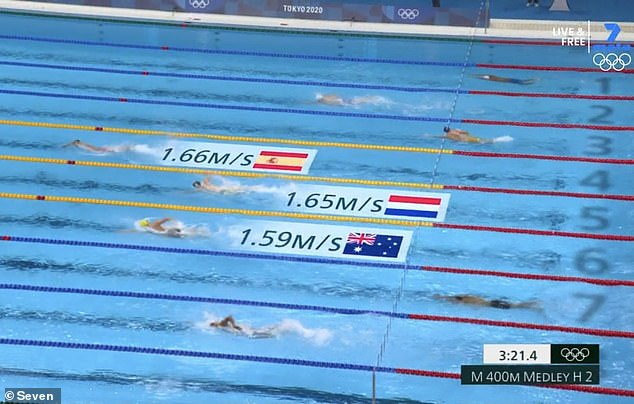 TOKYO 2020
LIVE &
& FREE
7
1
2
3
4
5
6
7
1.66M/S
1.65M/S
1.59M/S
3:21.4
M 400M MEDLEY H 2
© Seven